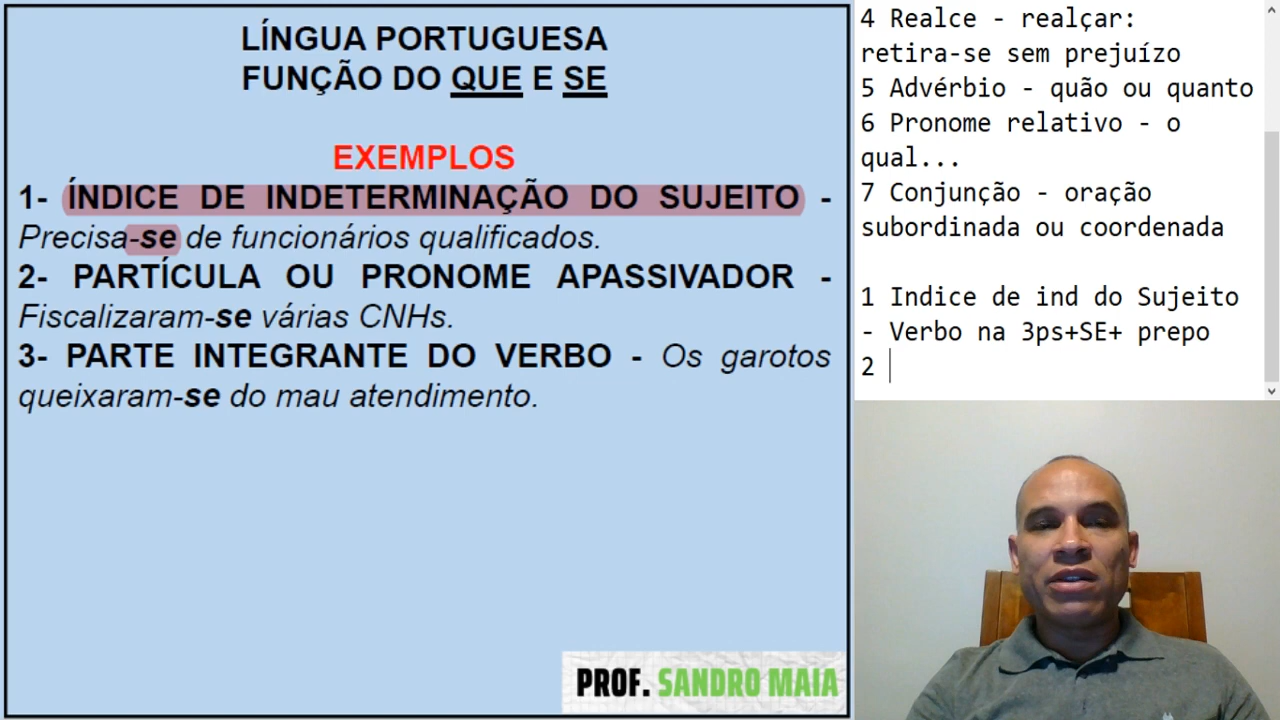 LÍNGUA PORTUGUESA
FUNÇÃO DO QUE E SE
EXEMPLOS
1- ÍNDICE DE INDETERMINAÇÃO DO SUJEITO -
Precisa-se de funcionários qualificados.
2- PARTÍCULA OU PRONOME APASSIVADOR -
Fiscalizaram-se várias CNHs.
3- PARTE INTEGRANTE DO VERBO - Os garotos
queixaram-se do mau atendimento.
PROF. SANDRO MAIA
4 Realce - realçar:
retira-se sem prejuízo
5 Advérbio - quão ou quanto
6 Pronome relativo - o
qual...
7 Conjunção - oração
subordinada ou coordenada
1 Indice de ind do Sujeito
- Verbo na 3ps+SE+ prepo
2